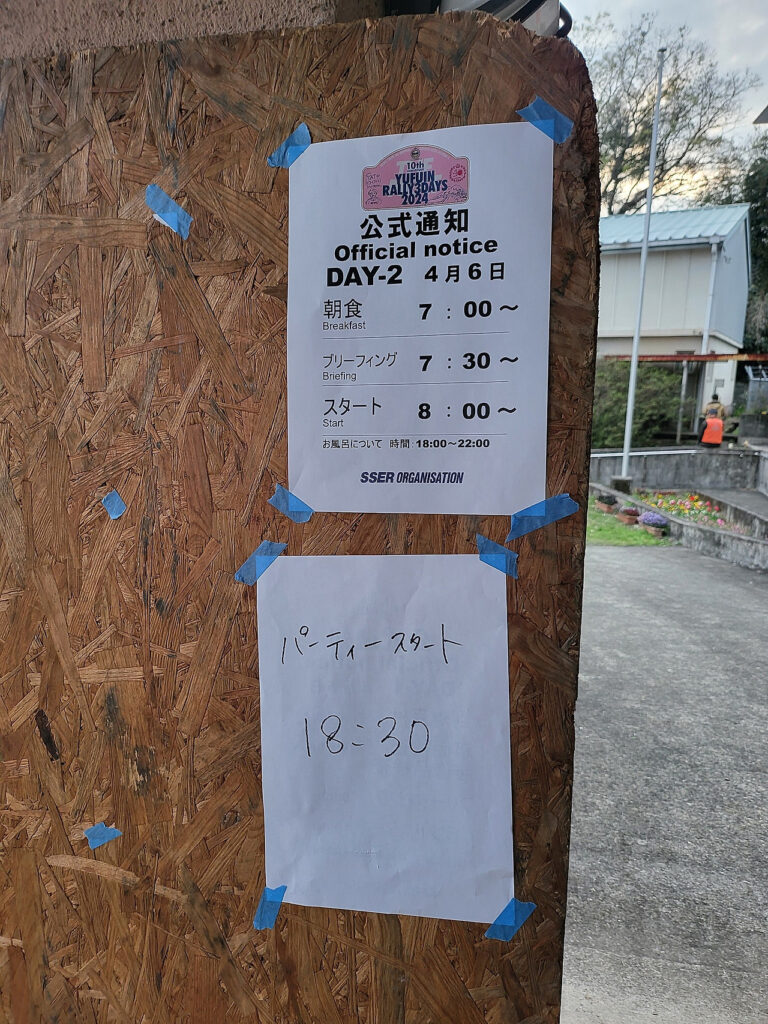 10th
THE
YUFUIN
RALLY3DAYS
2024
公式通知
Official notice
DAY-2 4月6日
朝食 7:00～
Breakfast
ブリーフィング 7:30～
Briefing
スタート 8:00～
Start
お風呂について 時間：18:00～22:00
SSER ORGANISATION
パーティースタート
18:30